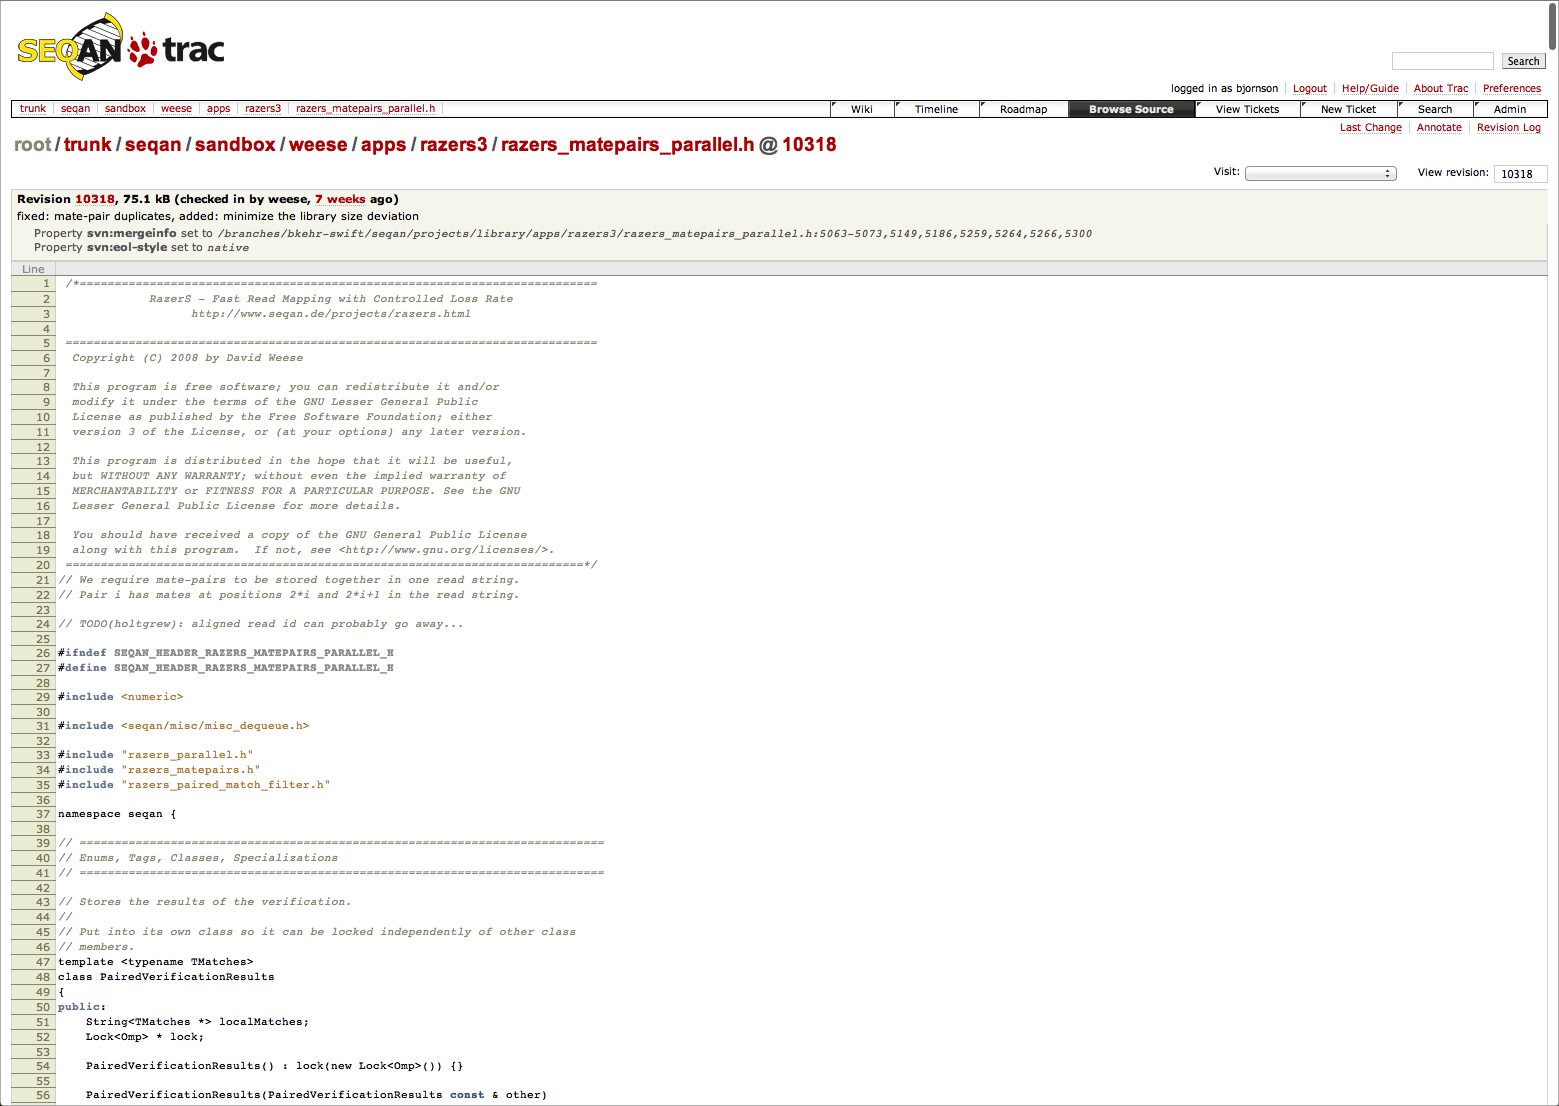 SEQAN trac
Search
logged in as bjornson Logout Help/Guide About Trac Preferences
trunk seqan sandbox weese apps razers3 razers_matepairs_parallel.h Wiki Timeline Roadmap Browse Source View Tickets New Ticket Search Admin
Last Change Annotate Revision Log
root/trunk/seqan/sandbox/weese/apps/razers3/razers_matepairs_parallel.h @ 10318
Visit: View revision: 10318
Revision 10318, 75.1 kB (checked in by weese, 7 weeks ago)
fixed: mate-pair duplicates, added: minimize the library size deviation
Property svn:mergeinfo set to /branches/bkehr-swift/seqan/projects/library/apps/razers3/razers_matepairs_parallel.h:5063-5073,5149,5186,5259,5264,5266,5300
Property svn:eol-style set to native
Line
1 /*==========================================================================
2 RazerS - Fast Read Mapping with Controlled Loss Rate
3 http://www.seqan.de/projects/razers.html
4
5 ============================================================================
6 Copyright (C) 2008 by David Weese
7
8 This program is free software; you can redistribute it and/or
9 modify it under the terms of the GNU Lesser General Public
10 License as published by the Free Software Foundation; either
11 version 3 of the License, or (at your options) any later version.
12
13 This program is distributed in the hope that it will be useful,
14 but WITHOUT ANY WARRANTY; without even the implied warranty of
15 MERCHANTABILITY or FITNESS FOR A PARTICULAR PURPOSE. See the GNU
16 Lesser General Public License for more details.
17
18 You should have received a copy of the GNU General Public License
19 along with this program.  If not, see <http://www.gnu.org/licenses/>.
20 ==========================================================================*/
21 // We require mate-pairs to be stored together in one read string.
22 // Pair i has mates at positions 2*i and 2*i+1 in the read string.
23
24 // TODO(holtgrew): aligned read id can probably go away...
25
26 #ifndef SEQAN_HEADER_RAZERS_MATEPAIRS_PARALLEL_H
27 #define SEQAN_HEADER_RAZERS_MATEPAIRS_PARALLEL_H
28
29 #include <numeric>
30
31 #include <seqan/misc/misc_dequeue.h>
32
33 #include "razers_parallel.h"
34 #include "razers_matepairs.h"
35 #include "razers_paired_match_filter.h"
36
37 namespace seqan {
38
39 // ===========================================================================
40 // Enums, Tags, Classes, Specializations
41 // ===========================================================================
42
43 // Stores the results of the verification.
44 //
45 // Put into its own class so it can be locked independently of other class
46 // members.
47 template <typename TMatches>
48 class PairedVerificationResults
49 {
50 public:
51 String<TMatches *> localMatches;
52 Lock<Omp> * lock;
53
54 PairedVerificationResults() : lock(new Lock<Omp>()) {}
55
56 PairedVerificationResults(PairedVerificationResults const & other)